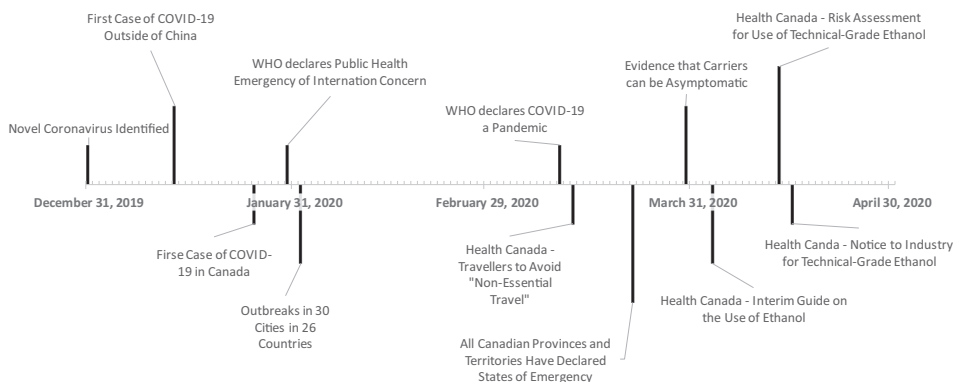 First Case of COVID-19
Outside of China
Health Canada - Risk Assessment
for Use of Technical-Grade Ethanol
WHO declares Public Health
Emergency of Internation Concern
Evidence that Carriers
can be Asymptomatic
WHO declares COVID-19
a Pandemic
Novel Coronavirus Identified
December 31, 2019
January 31, 2020
February 29, 2020
March 31, 2020
April 30, 2020
Firse Case of COVID-
19 in Canada
Health Canada -
Travellers to Avoid
"Non-Essential
Travel"
Health Canda - Notice to Industry
for Technical-Grade Ethanol
Outbreaks in 30
Cities in 26
Countries
Health Canada - Interim Guide on
the Use of Ethanol
All Canadian Provinces and
Territories Have Declared
States of Emergency